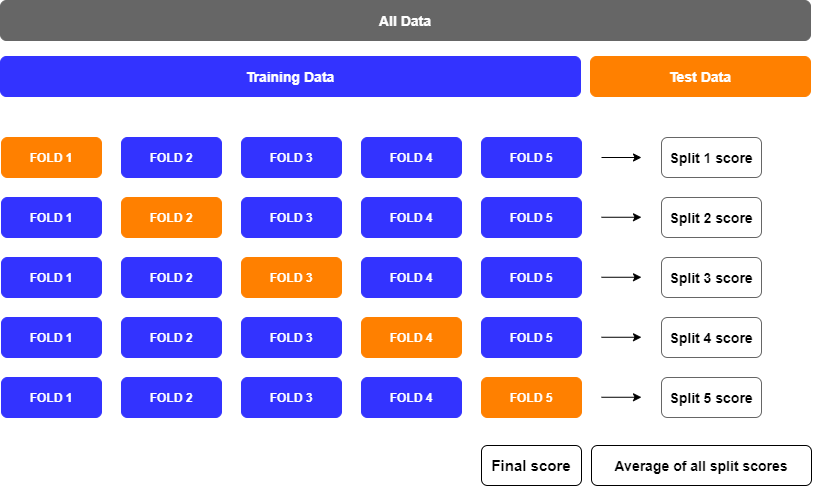 All Data
Training Data Test Data
FOLD 1 FOLD 2 FOLD 3 FOLD 4 FOLD 5 Split 1 score
FOLD 1 FOLD 2 FOLD 3 FOLD 4 FOLD 5 Split 2 score
FOLD 1 FOLD 2 FOLD 3 FOLD 4 FOLD 5 Split 3 score
FOLD 1 FOLD 2 FOLD 3 FOLD 4 FOLD 5 Split 4 score
FOLD 1 FOLD 2 FOLD 3 FOLD 4 FOLD 5 Split 5 score
Final score Average of all split scores